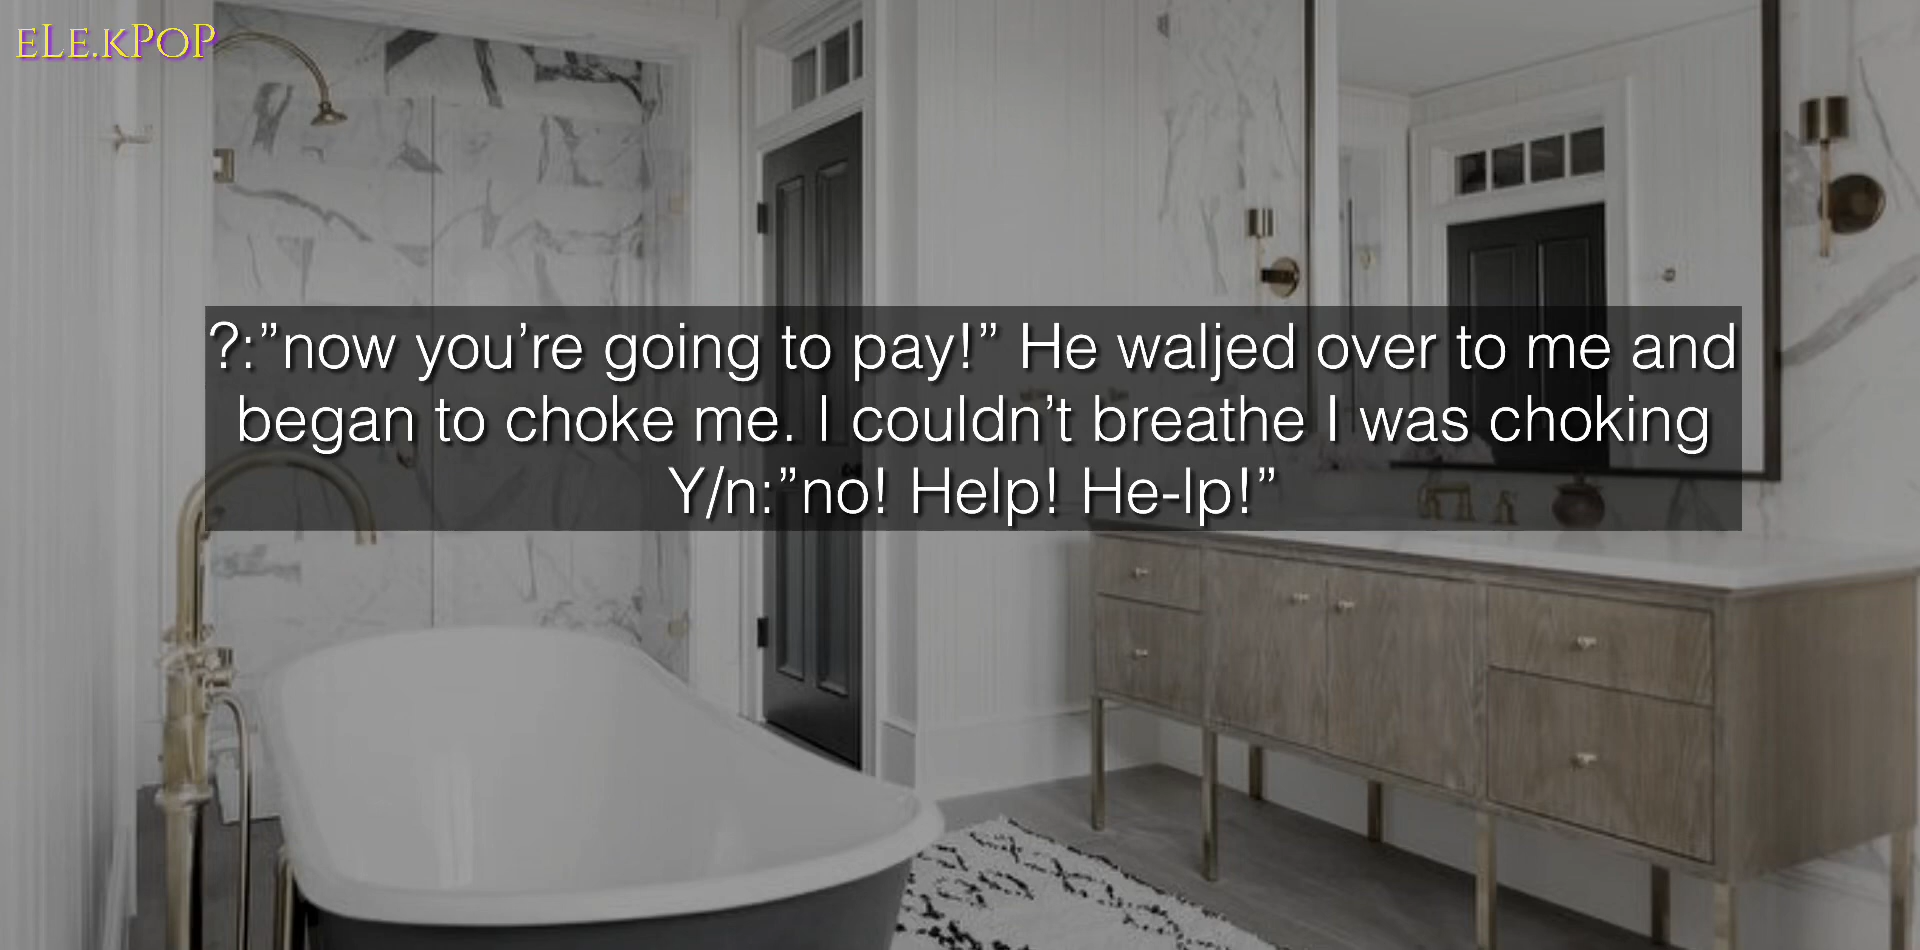 eLe.kPoP
?:”now you’re going to pay!” He waljed over to me and
began to choke me. I couldn’t breathe I was choking
Y/n:”no! Help! He-lp!”